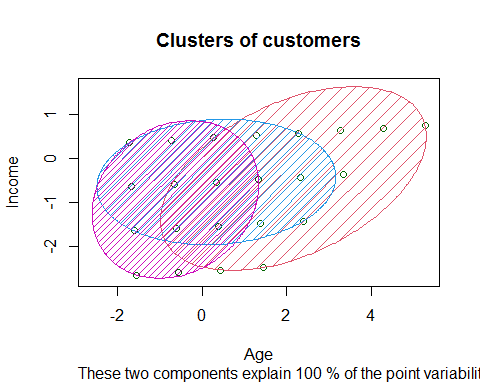 Clusters of customers
1
0
-1
-2
Income
-2
0
2
4
Age
These two components explain 100 % of the point variabilit